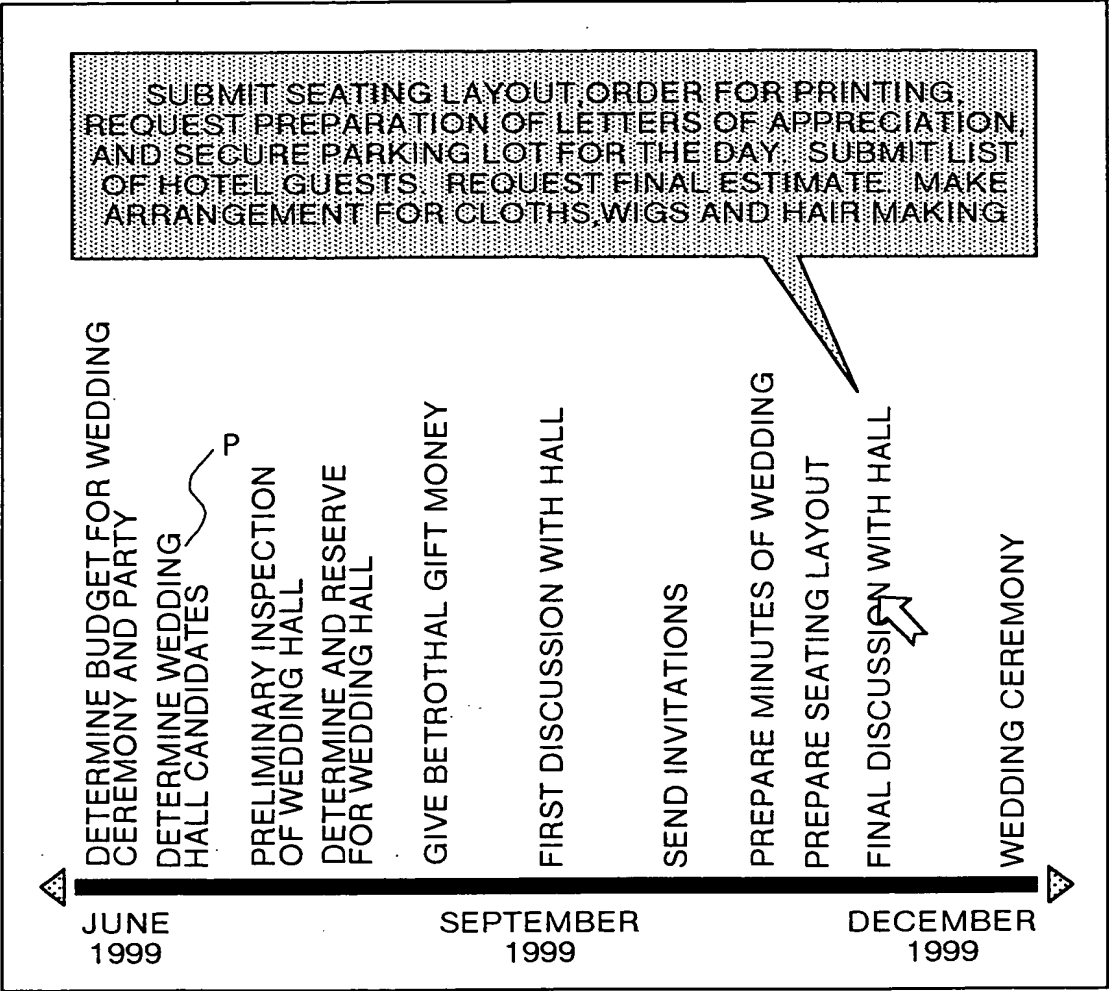 SUBMIT SEATING LAYOUT,ORDER FOR PRINTING,
REQUEST PREPARATION OF LETTERS OF APPRECIATION,
AND SECURE PARKING LOT FOR THE DAY. SUBMIT LIST
OF HOTEL GUESTS. REQUEST FINAL ESTIMATE. MAKE
ARRANGEMENT FOR CLOTHS,WIGS AND HAIR MAKING
DETERMINE BUDGET FOR WEDDING
CEREMONY AND PARTY
DETERMINE WEDDING
HALL CANDIDATES
P
PRELIMINARY INSPECTION
OF WEDDING HALL
DETERMINE AND RESERVE
FOR WEDDING HALL
GIVE BETROTHAL GIFT MONEY
FIRST DISCUSSION WITH HALL
SEND INVITATIONS
PREPARE MINUTES OF WEDDING
PREPARE SEATING LAYOUT
FINAL DISCUSSION WITH HALL
WEDDING CEREMONY
JUNE
1999
SEPTEMBER
1999
DECEMBER
1999